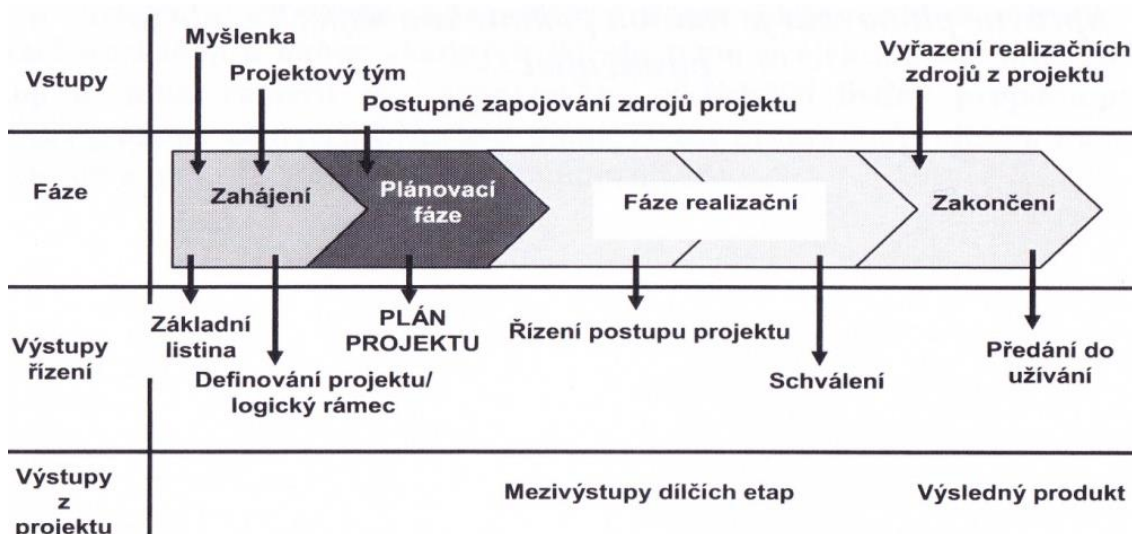 Myšlenka
Vstupy
Projektový tým
Postupné zapojování zdrojů projektu
Vyřazení realizačních
zdrojů z projektu
Fáze
Zahájení
Plánovací
fáze
Fáze realizační
Zakončení
Výstupy
řízení
Základní
listina
Definování projektu/
logický rámec
PLÁN
PROJEKTU
Řízení postupu projektu
Schválení
Předání do
užívání
Výstupy
z
projektu
Mezivýstupy dílčích etap
Výsledný produkt